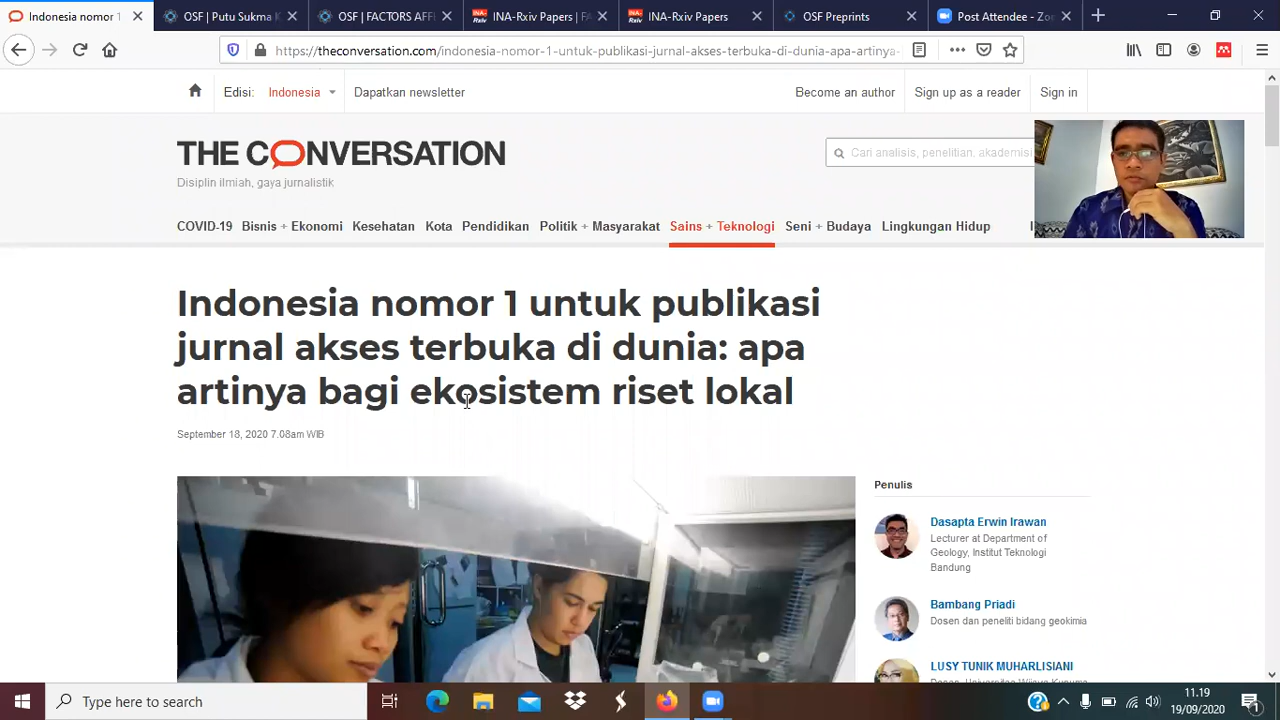 Indonesia nomor 1
OSF | Putu Sukma K
OSF | FACTORS AFFE
INA-Rxiv Papers | FA
INA-Rxiv Papers
OSF Preprints
Post Attendee - Zoo
https://theconversation.com/indonesia-nomor-1-untuk-publikasi-jurnal-akses-terbuka-di-dunia-apa-artinya-
Edisi: Indonesia
Dapatkan newsletter
Become an author
Sign up as a reader
Sign in
THE CONVERSATION
Disiplin ilmiah, gaya jurnalistik
Cari analisis, penelitian, akademisi
COVID-19 Bisnis + Ekonomi Kesehatan Kota Pendidikan Politik + Masyarakat Sains + Teknologi Seni + Budaya Lingkungan Hidup
Indonesia nomor 1 untuk publikasi
jurnal akses terbuka di dunia: apa
artinya bagi ekosistem riset lokal
September 18, 2020 7.08am WIB
Penulis
Dasapta Erwin Irawan
Lecturer at Department of
Geology, Institut Teknologi
Bandung
Bambang Priadi
Dosen dan peneliti bidang geokimia
LUSY TUNIK MUHARLISIANI
Type here to search
11.19
19/09/2020